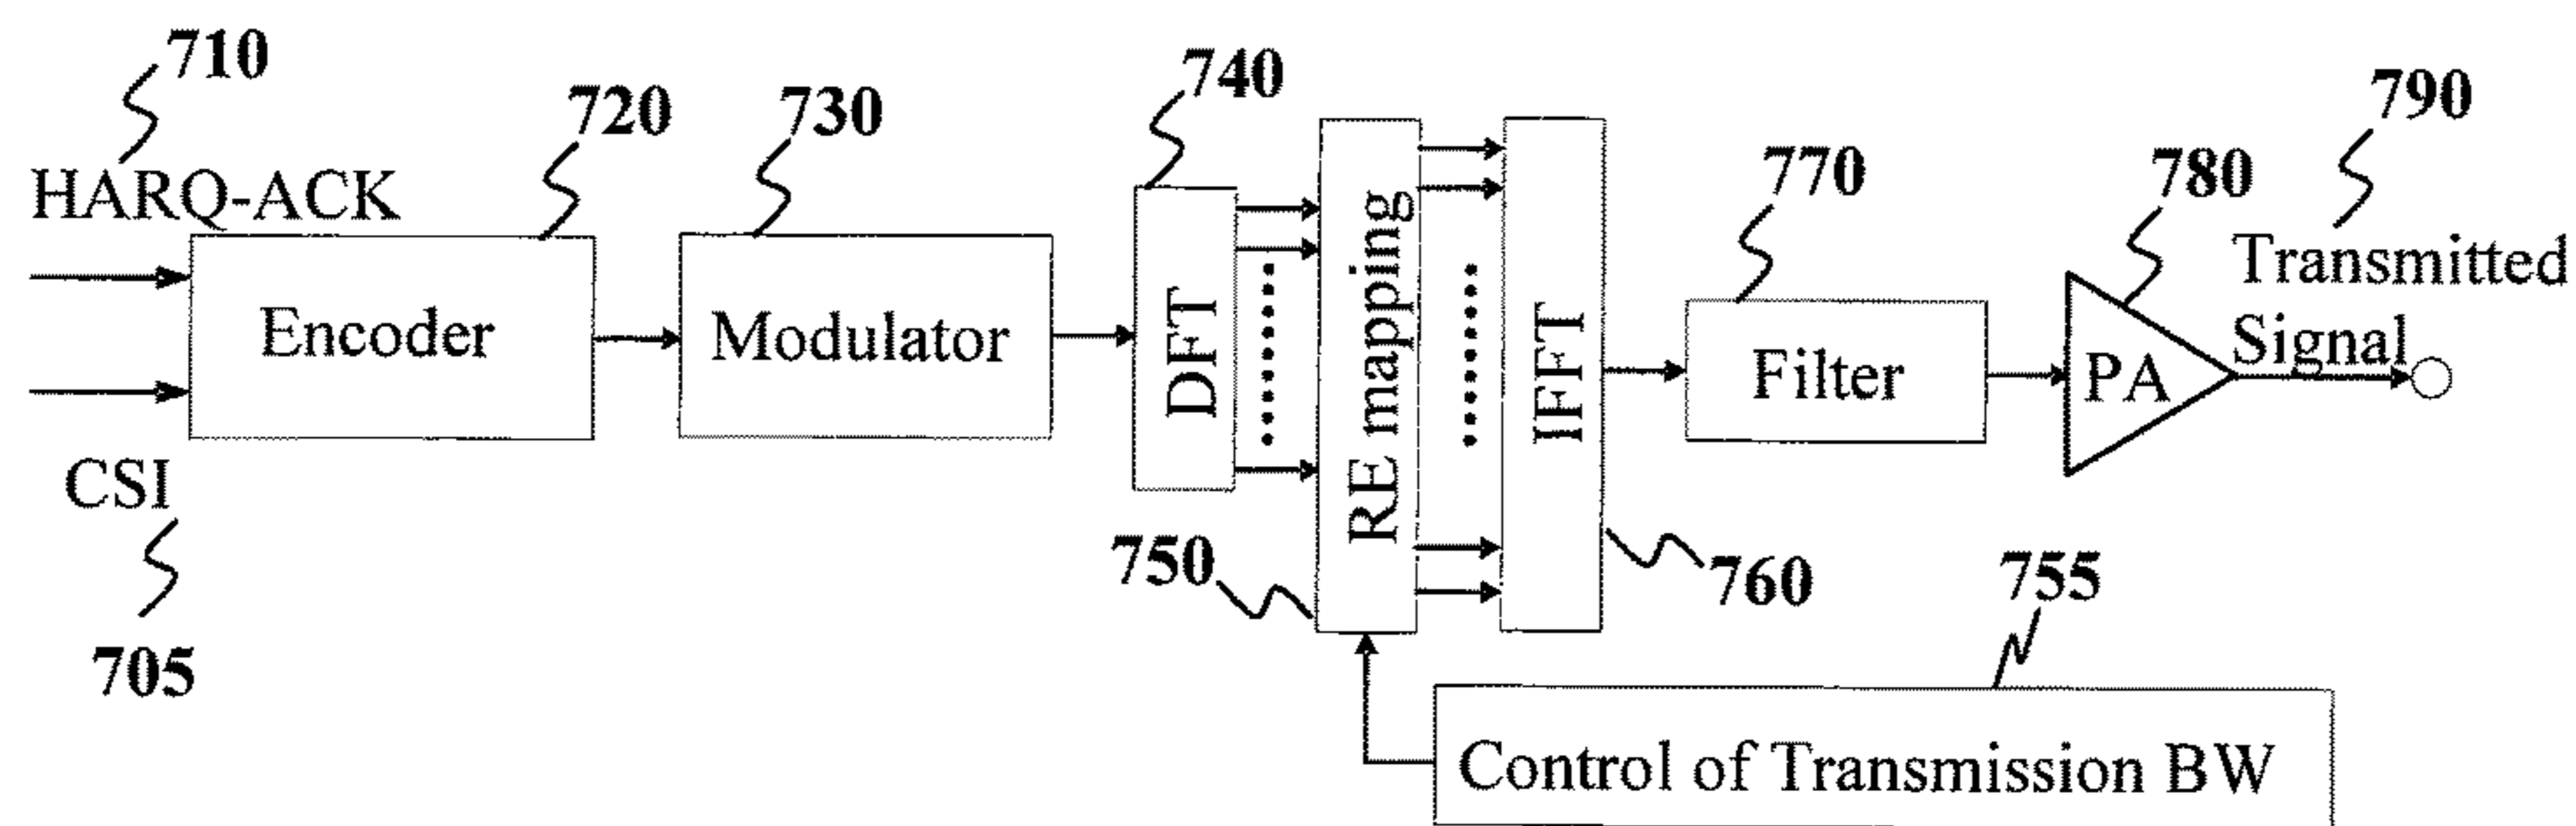 710
HARQ-ACK
720
730
740
790
770
780
Transmitted
Signal
Encoder
Modulator
DFT
RE mapping
IFFT
Filter
PA
CSI
705
750
760
755
Control of Transmission BW